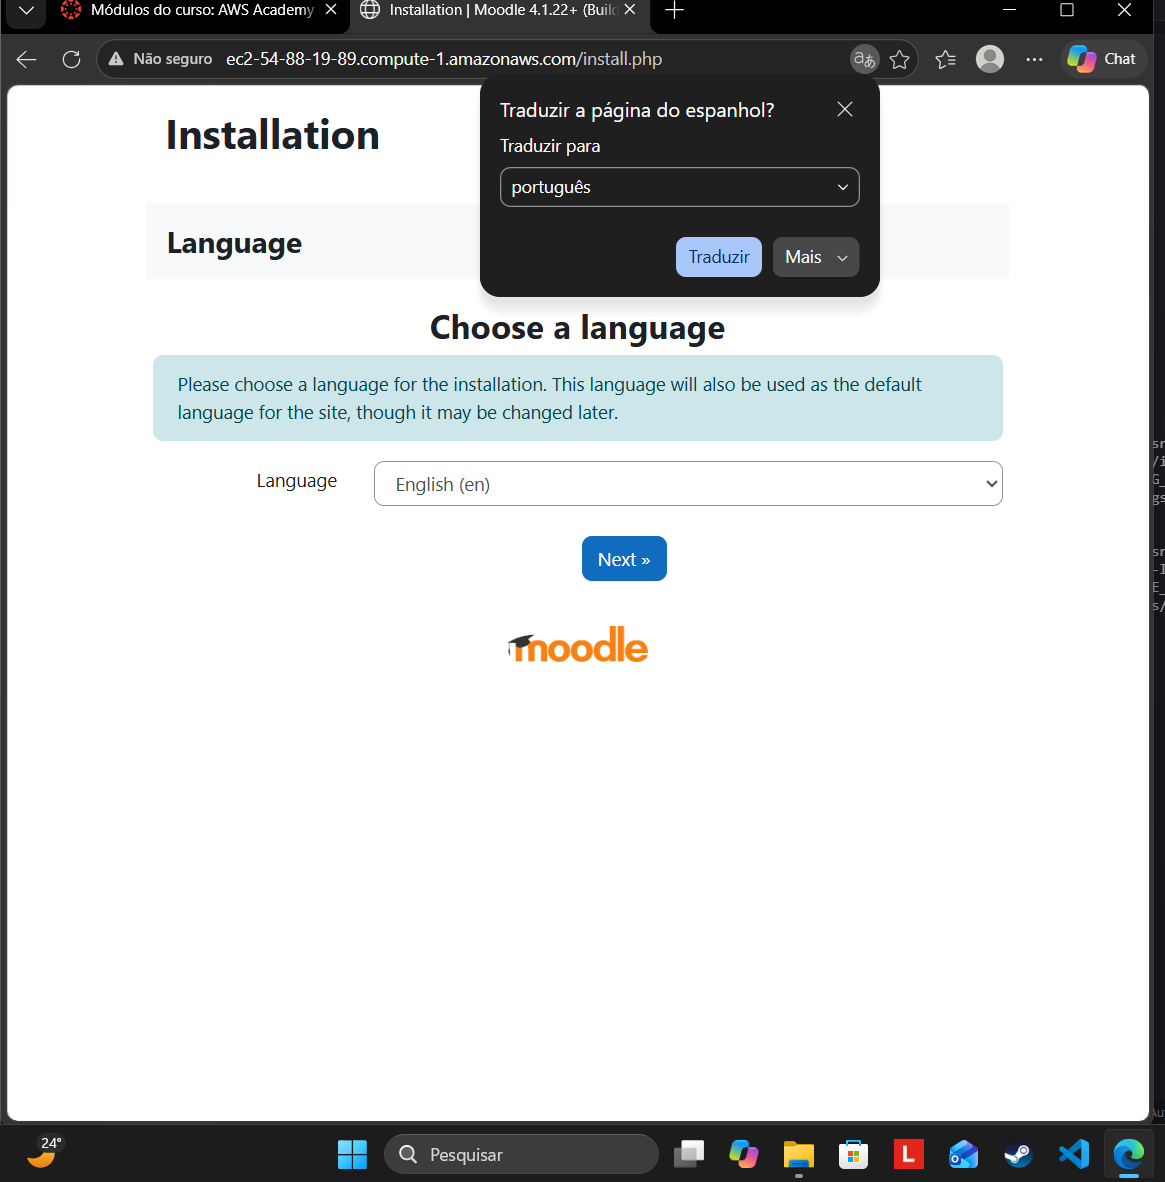 Módulos do curso: AWS Academy
Installation | Moodle 4.1.22+ (Build
Não seguro
ec2-54-88-19-89.compute-1.amazonaws.com/install.php
Chat
Traduzir a página do espanhol?
Traduzir para
português
Traduzir
Mais
Installation
Language
Choose a language
Please choose a language for the installation. This language will also be used as the default
language for the site, though it may be changed later.
Language
English (en)
Next »
moodle
24°
Pesquisar
L